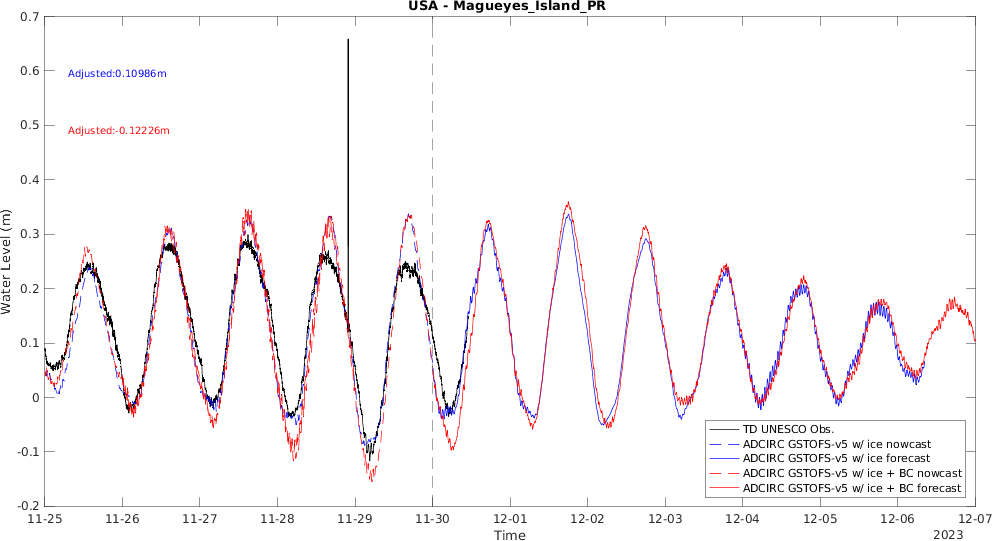 USA - Magueyes_Island_PR
0.7
0.6
0.5
0.4
0.3
0.2
0.1
0
-0.1
-0.2
Water Level (m)
Adjusted:0.10986m
Adjusted:-0.12226m
TD UNESCO Obs.
ADCIRC GSTOFS-v5 w/ ice nowcast
ADCIRC GSTOFS-v5 w/ ice forecast
ADCIRC GSTOFS-v5 w/ ice + BC nowcast
ADCIRC GSTOFS-v5 w/ ice + BC forecast
11-25 11-26 11-27 11-28 11-29 11-30 12-01 12-02 12-03 12-04 12-05 12-06 12-07
Time
2023